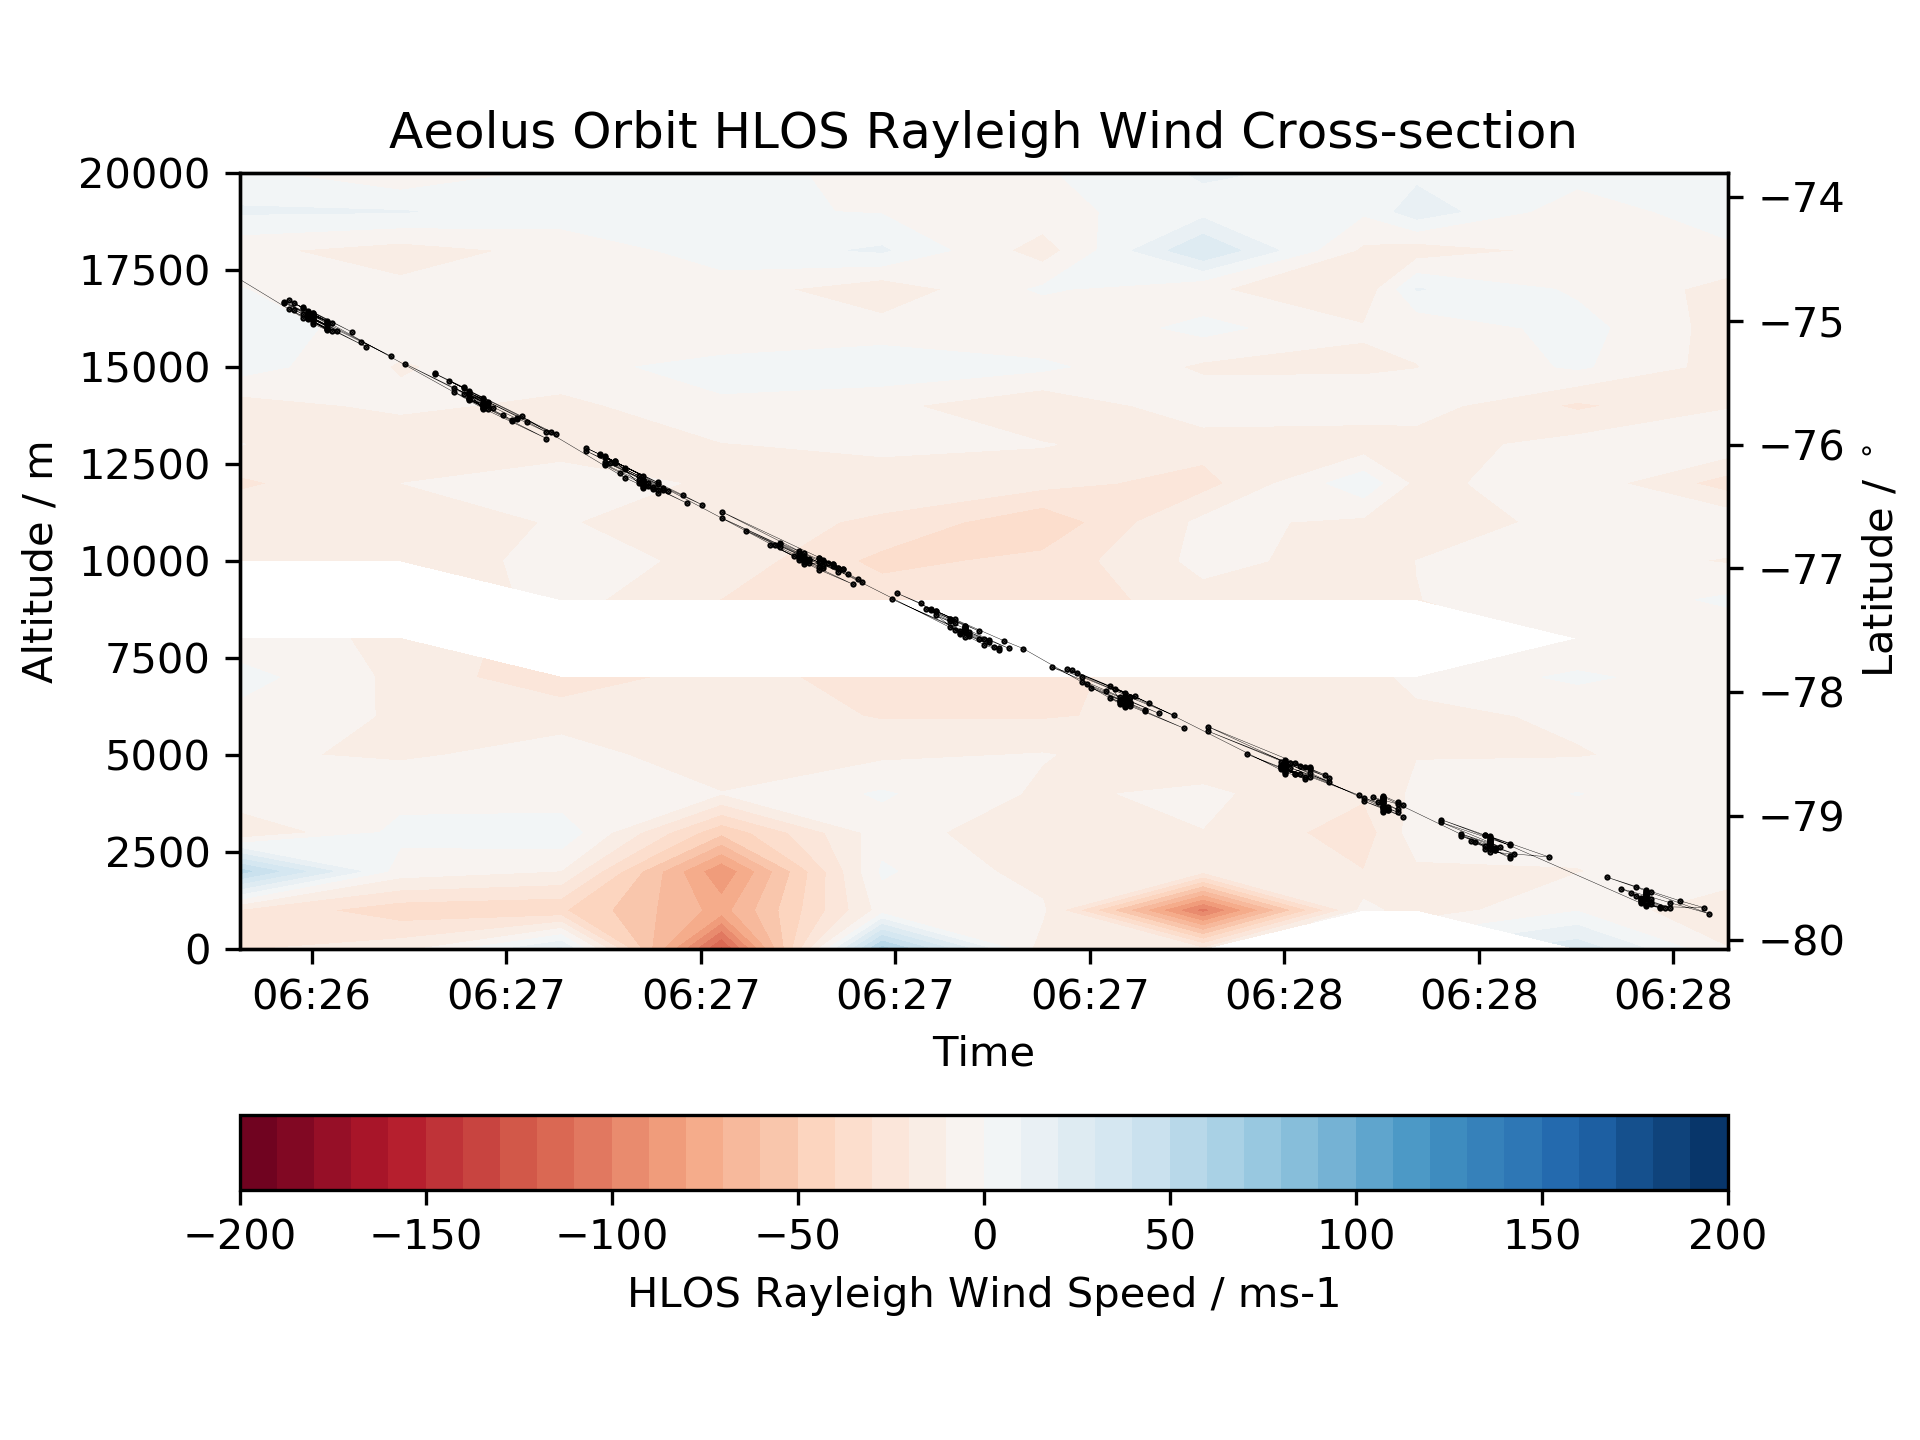 Aeolus Orbit HLOS Rayleigh Wind Cross-section
20000
17500
15000
12500
10000
7500
5000
2500
0
Altitude / m
−74
−75
−76
−77
−78
−79
−80
Latitude / °
06:26 06:27 06:27 06:27 06:27 06:28 06:28 06:28
Time
−200 −150 −100 −50 0 50 100 150 200
HLOS Rayleigh Wind Speed / ms-1